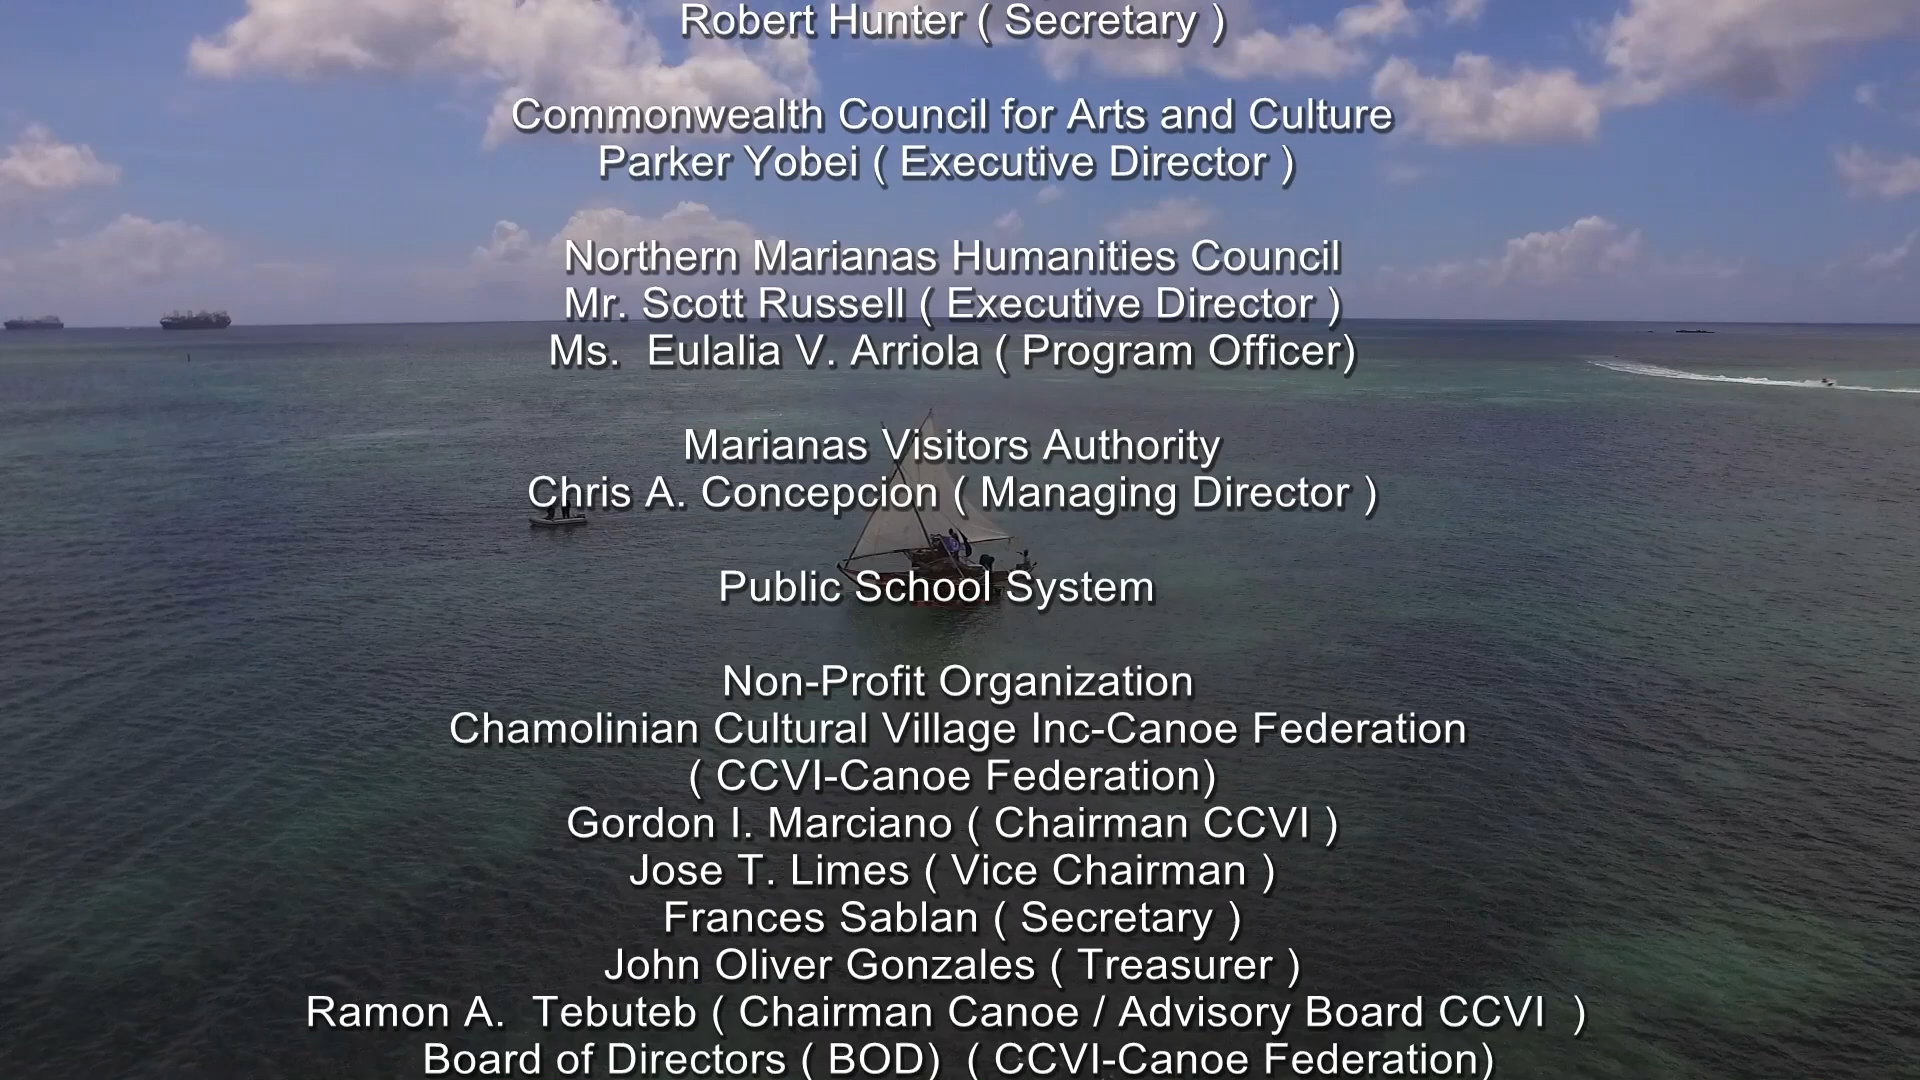 Robert Hunter ( Secretary )
Commonwealth Council for Arts and Culture
Parker Yobei ( Executive Director )
Northern Marianas Humanities Council
Mr. Scott Russell ( Executive Director )
Ms.  Eulalia V. Arriola ( Program Officer)
Marianas Visitors Authority
Chris A. Concepcion ( Managing Director )
Public School System
Non-Profit Organization
Chamolinian Cultural Village Inc-Canoe Federation
( CCVI-Canoe Federation)
Gordon I. Marciano ( Chairman CCVI )
Jose T. Limes ( Vice Chairman )
Frances Sablan ( Secretary )
John Oliver Gonzales ( Treasurer )
Ramon A.  Tebuteb ( Chairman Canoe / Advisory Board CCVI  )
Board of Directors ( BOD)  ( CCVI-Canoe Federation)